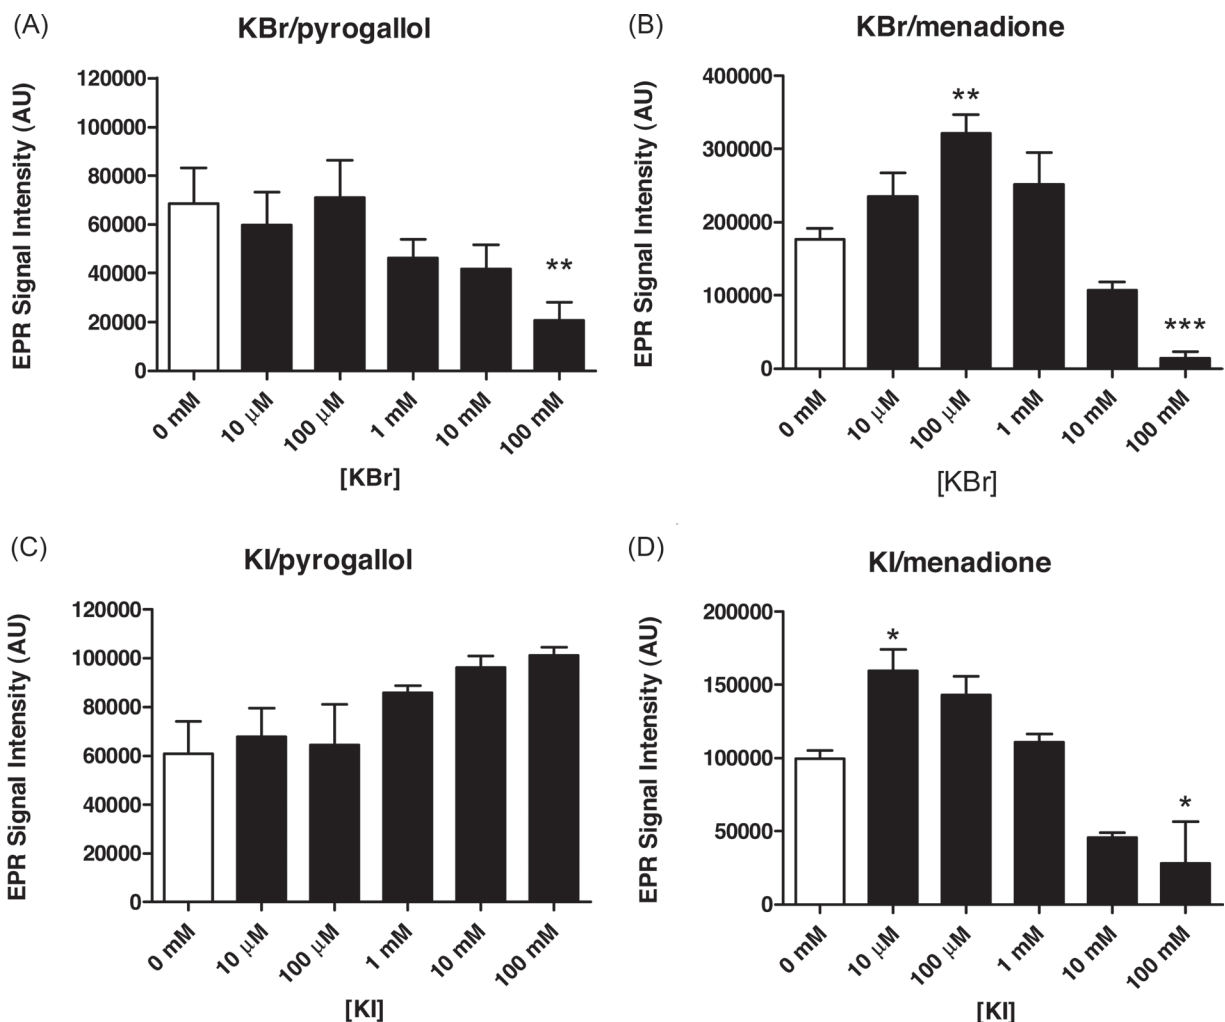 (A)
KBr/pyrogallol
EPR Signal Intensity (AU)
120000
100000
80000
60000
40000
20000
0
**
0 mM
10 μM
100 μM
1 mM
10 mM
100 mM
[KBr]
(B)
KBr/menadione
EPR Signal Intensity (AU)
400000
300000
200000
100000
0
**
***
0 mM
10 μM
100 μM
1 mM
10 mM
100 mM
[KBr]
(C)
KI/pyrogallol
EPR Signal Intensity (AU)
120000
100000
80000
60000
40000
20000
0
0 mM
10 μM
100 μM
1 mM
10 mM
100 mM
[KI]
(D)
KI/menadione
EPR Signal Intensity (AU)
200000
150000
100000
50000
0
*
*
0 mM
10 μM
100 μM
1 mM
10 mM
100 mM
[KI]